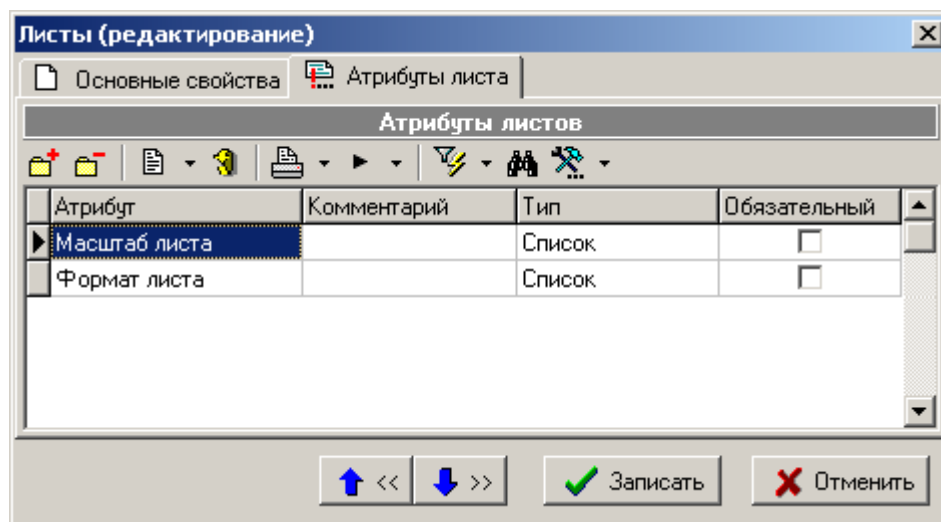 Листы (редактирование)
Основные свойства Атрибуты листа
Атрибуты листов
Атрибут Комментарий Тип Обязательный
Масштаб листа Список
Формат листа Список
<< >> Записать Отменить